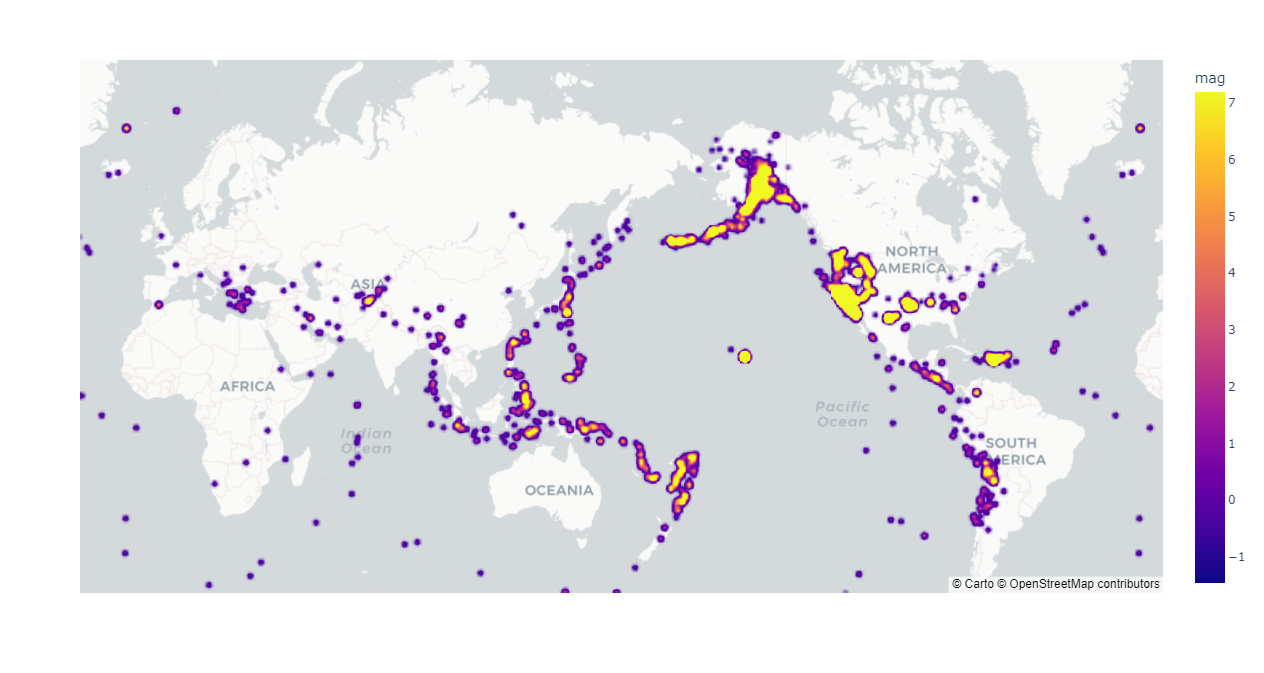 mag
7
6
5
4
3
2
1
0
−1
NORTH
AMERICA
ASIA
AFRICA
Pacific
Ocean
Indian
Ocean
SOUTH
AMERICA
OCEANIA
© Carto © OpenStreetMap contributors